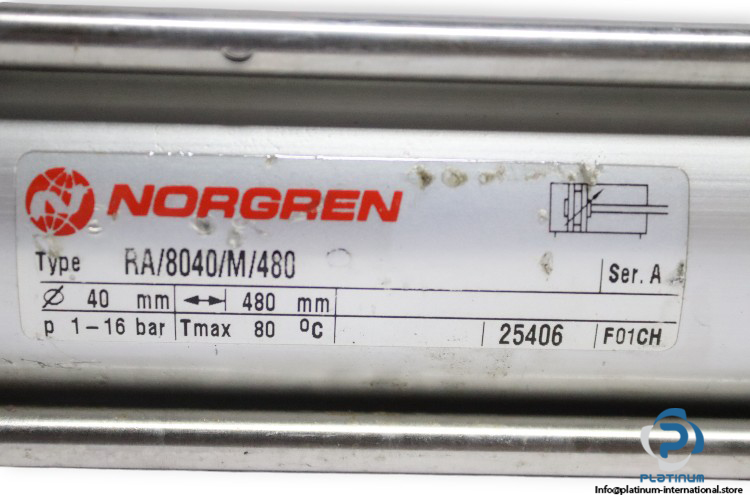 NORGREN
Type RA/8040/M/480 Ser. A
Ø 40 mm 480 mm
p 1-16 bar Tmax 80 °C 25406 F01CH
PLATINUM
Info@platinum-international.store